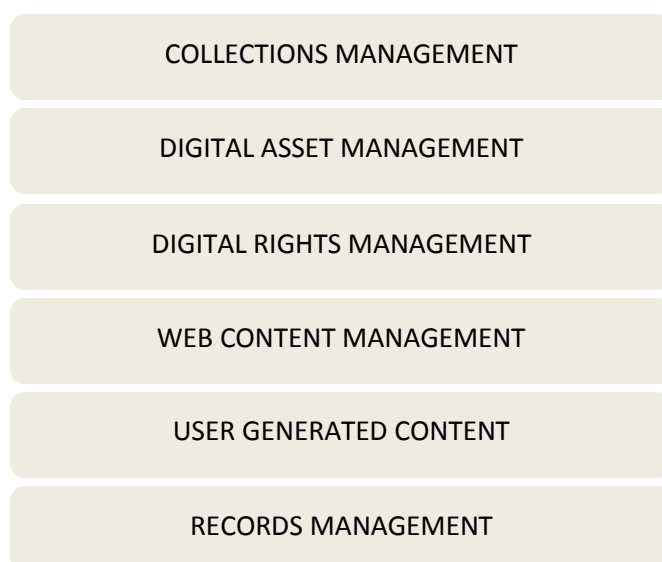 COLLECTIONS MANAGEMENT
DIGITAL ASSET MANAGEMENT
DIGITAL RIGHTS MANAGEMENT
WEB CONTENT MANAGEMENT
USER GENERATED CONTENT
RECORDS MANAGEMENT